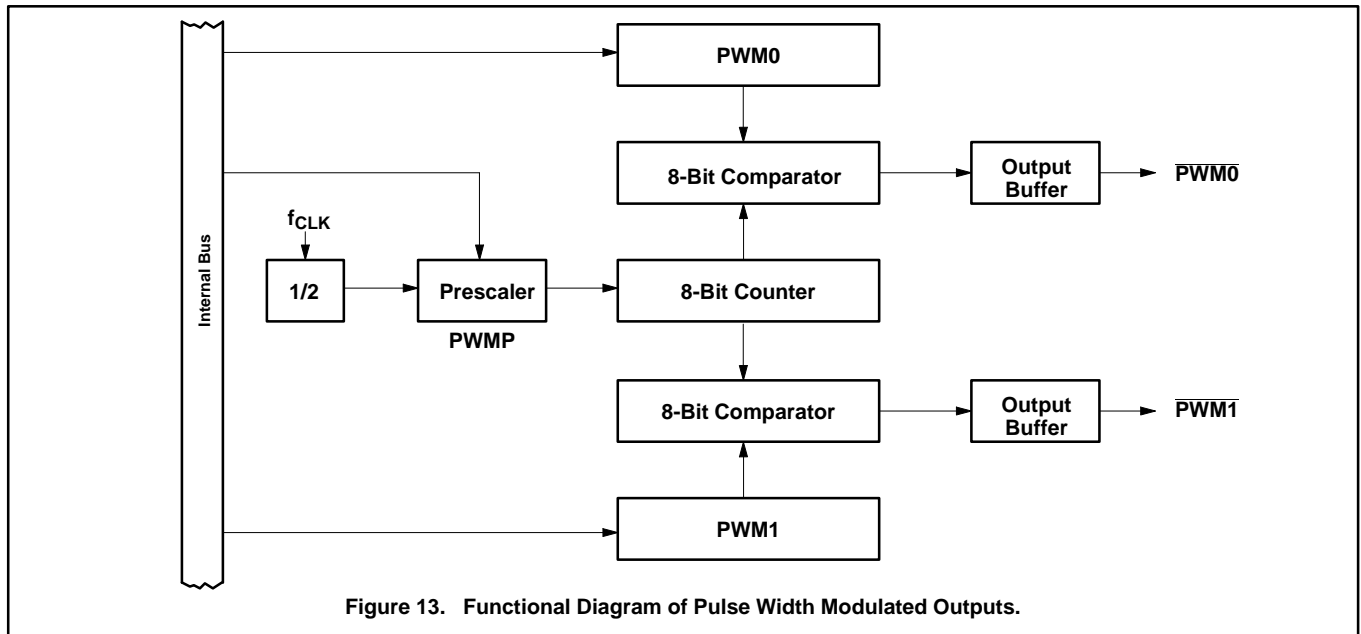 PWM0
8-Bit Comparator
Output
Buffer
PWM0
Internal Bus
fCLK
1/2
Prescaler
PWMP
8-Bit Counter
8-Bit Comparator
Output
Buffer
PWM1
PWM1
Figure 13. Functional Diagram of Pulse Width Modulated Outputs.